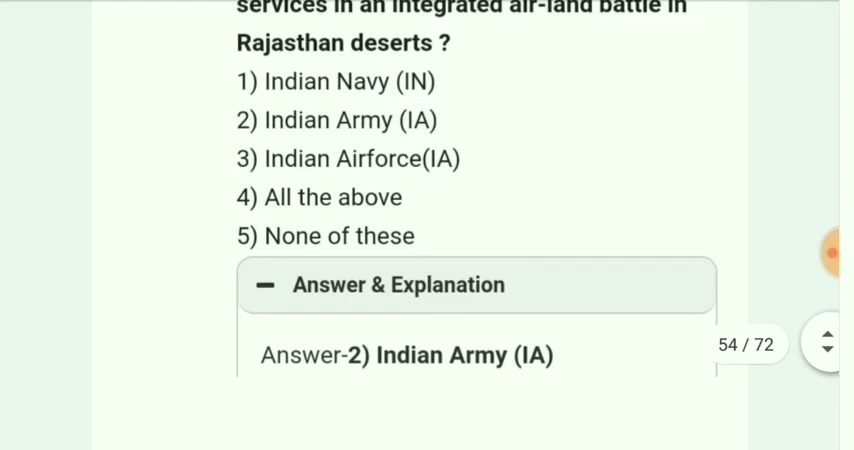 services in an integrated air-land battle in
Rajasthan deserts ?
1) Indian Navy (IN)
2) Indian Army (IA)
3) Indian Airforce(IA)
4) All the above
5) None of these
Answer & Explanation
Answer-2) Indian Army (IA)
54 / 72